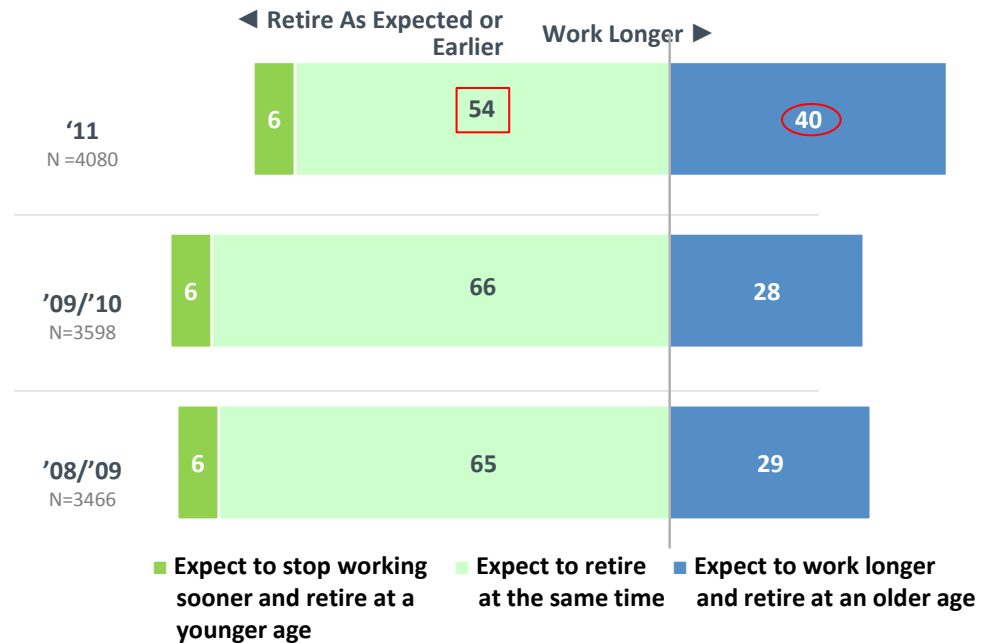 ◄ Retire As Expected or
Earlier
Work Longer ►
‘11
N =4080
6
54
40
’09/’10
N=3598
6
66
28
’08/’09
N=3466
6
65
29
Expect to stop working
sooner and retire at a
younger age
Expect to retire
at the same time
Expect to work longer
and retire at an older age